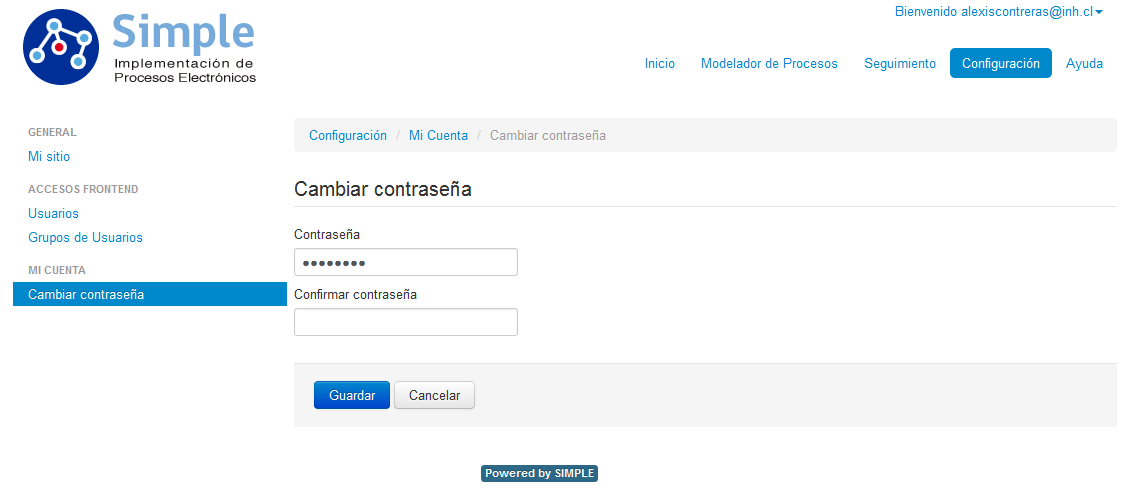 Simple
Implementación de
Procesos Electrónicos
Bienvenido alexiscontreras@inh.cl
Inicio Modelador de Procesos Seguimiento Configuración Ayuda
GENERAL
Mi sitio
ACCESOS FRONTEND
Usuarios
Grupos de Usuarios
MI CUENTA
Cambiar contraseña
Configuración / Mi Cuenta / Cambiar contraseña
Cambiar contraseña
Contraseña
••••••••
Confirmar contraseña
Guardar Cancelar
Powered by SIMPLE